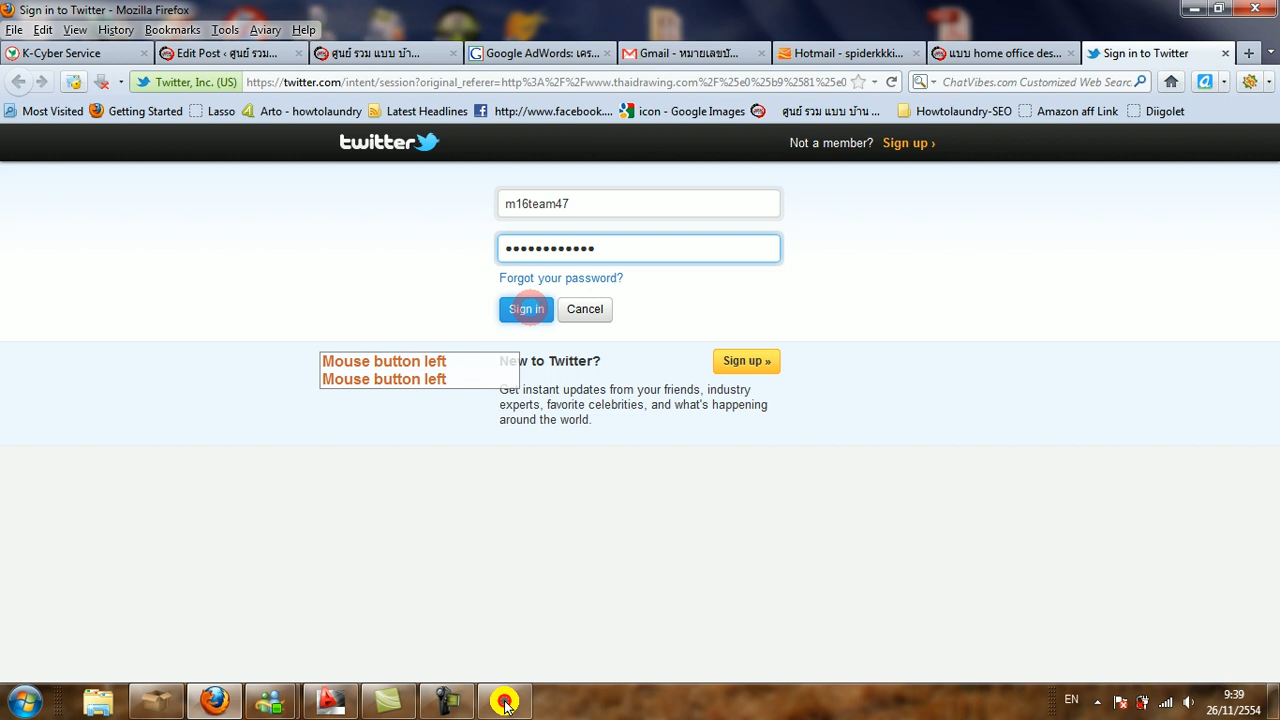 Sign in to Twitter - Mozilla Firefox
File Edit View History Bookmarks Tools Aviary Help
K-Cyber Service
Edit Post ‹ ศูนย์ รวม...
ศูนย์ รวม แบบ บ้า...
Google AdWords: เคร...
Gmail - หมายเลขบั...
Hotmail - spiderkkki...
แบบ home office des...
Sign in to Twitter
Twitter, Inc. (US)
https://twitter.com/intent/session?original_referer=http%3A%2F%2Fwww.thaidrawing.com%2F%25e0%25b9%2581%25e0
ChatVibes.com Customized Web Searc
Most Visited
Getting Started
Lasso
Arto - howtolaundry
Latest Headlines
http://www.facebook....
icon - Google Images
ศูนย์ รวม แบบ บ้าน ...
Howtolaundry-SEO
Amazon aff Link
Diigolet
twitter
Not a member? Sign up ›
m16team47
Forgot your password?
Sign in
Cancel
Mouse button left
Mouse button left
New to Twitter?
Sign up »
Get instant updates from your friends, industry
experts, favorite celebrities, and what's happening
around the world.
EN
9:39
26/11/2554